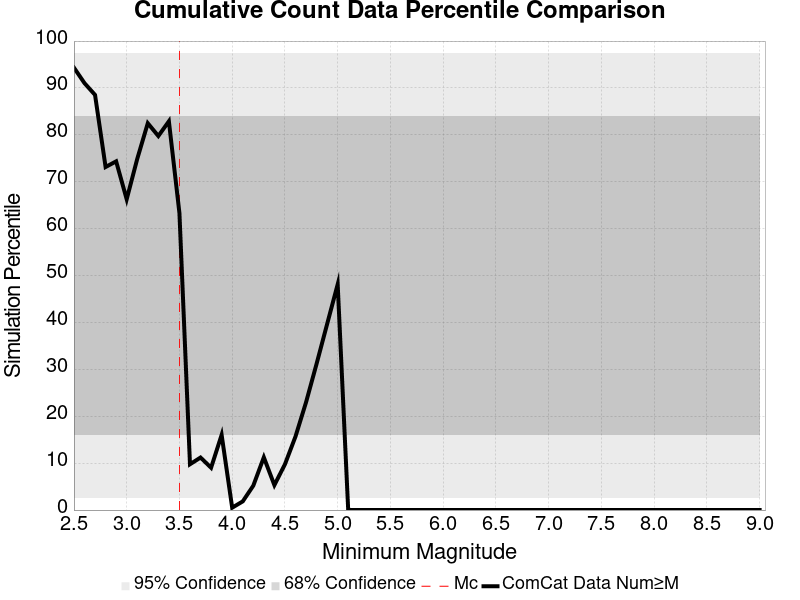 Cumulative Count Data Percentile Comparison
100
90
80
70
60
50
40
30
20
10
0
Simulation Percentile
2.5 3.0 3.5 4.0 4.5 5.0 5.5 6.0 6.5 7.0 7.5 8.0 8.5 9.0
Minimum Magnitude
95% Confidence 68% Confidence Mc ComCat Data Num≥M